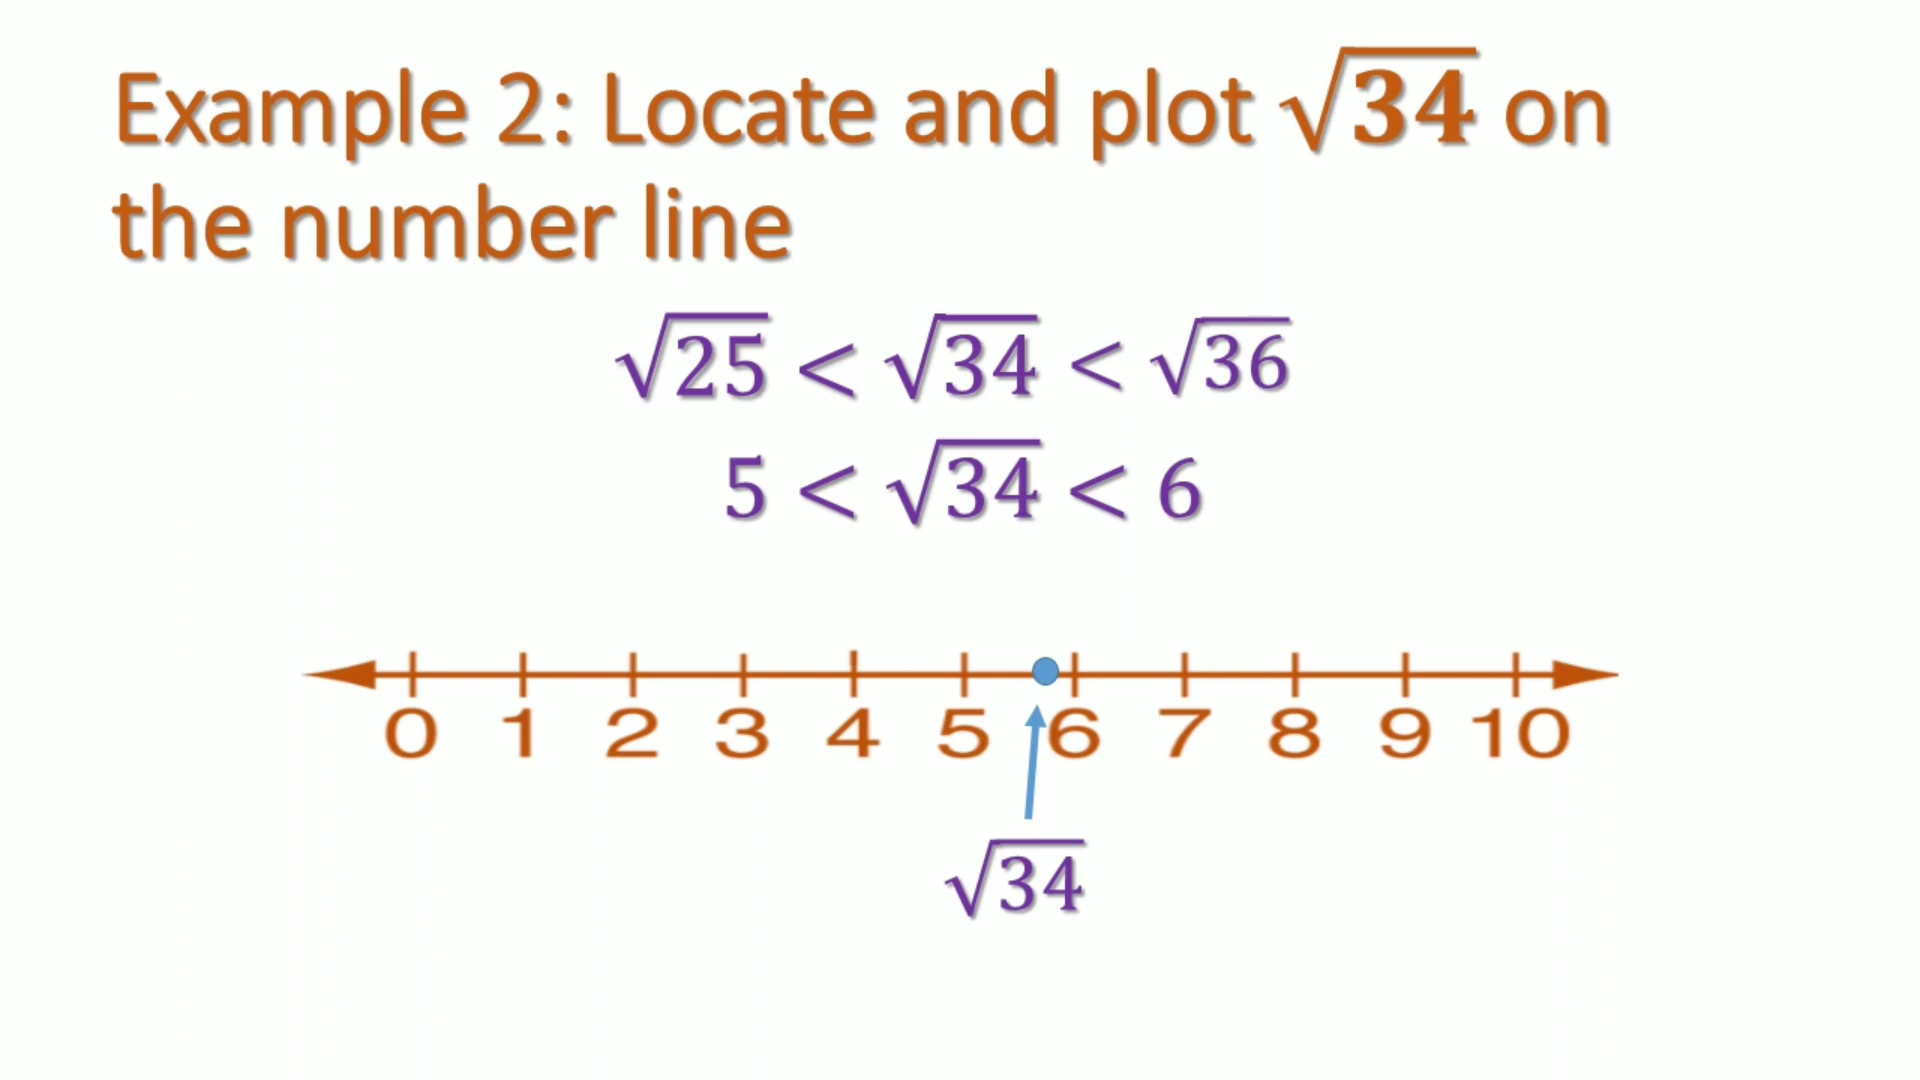 Example 2: Locate and plot √34 on
the number line
√25 < √34 < √36
5 < √34 < 6
0 1 2 3 4 5 6 7 8 9 10
√34